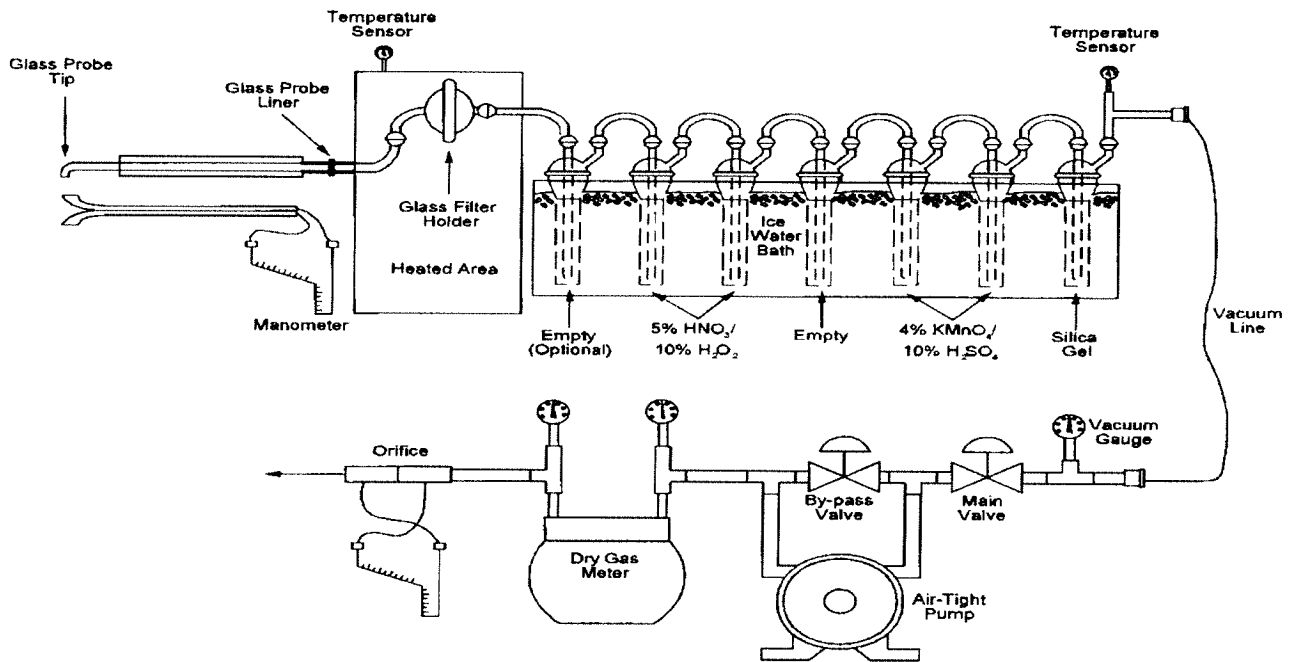 Temperature
Sensor
Temperature
Sensor
Glass Probe
Tip
Glass Probe
Liner
Glass Filter
Holder
Heated Area
Ice
Water
Bath
Manometer
Empty
(Optional)
5% HNO₃/
10% H₂O₂
Empty
4% KMnO₄/
10% H₂SO₄
Silica
Gel
Vacuum
Line
Orifice
Vacuum
Gauge
By-pass
Valve
Main
Valve
Dry Gas
Meter
Air-Tight
Pump